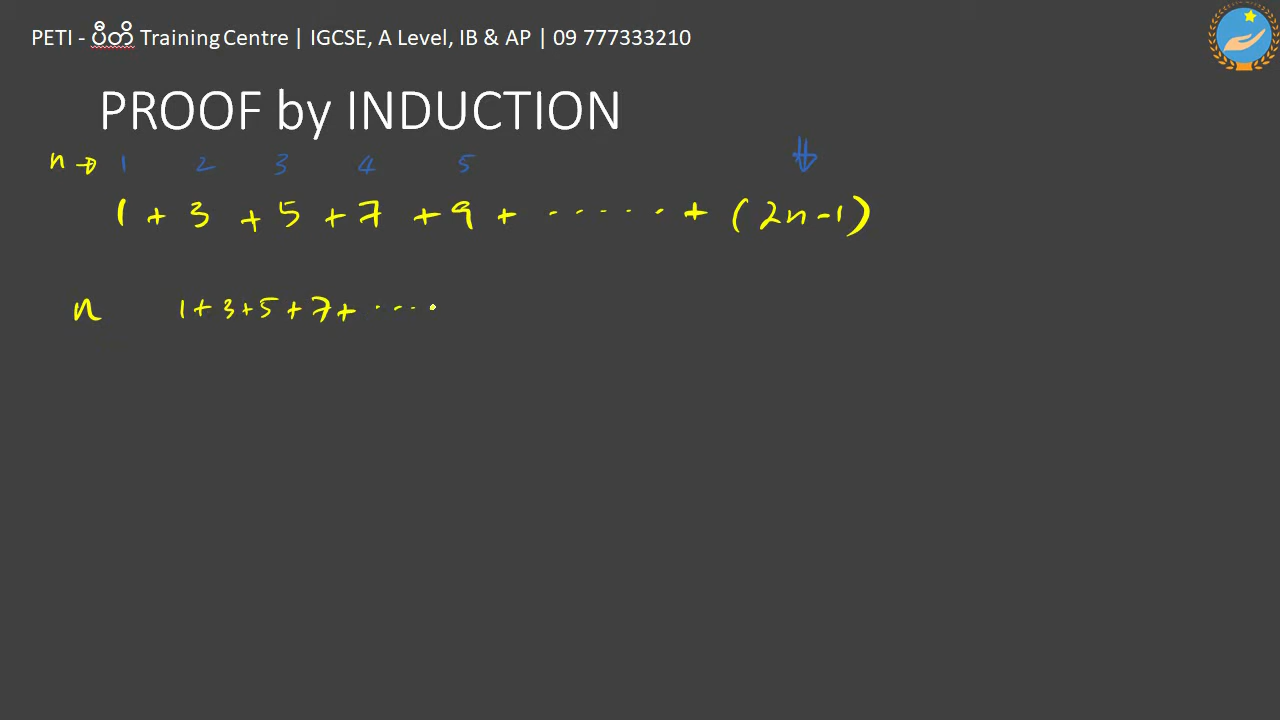 PETI - ပီတိ Training Centre | IGCSE, A Level, IB & AP | 09 777333210
PROOF by INDUCTION
n → 1 2 3 4 5
1 + 3 + 5 + 7 + 9 + ...... + (2n-1)
n 1 + 3 + 5 + 7 + .....